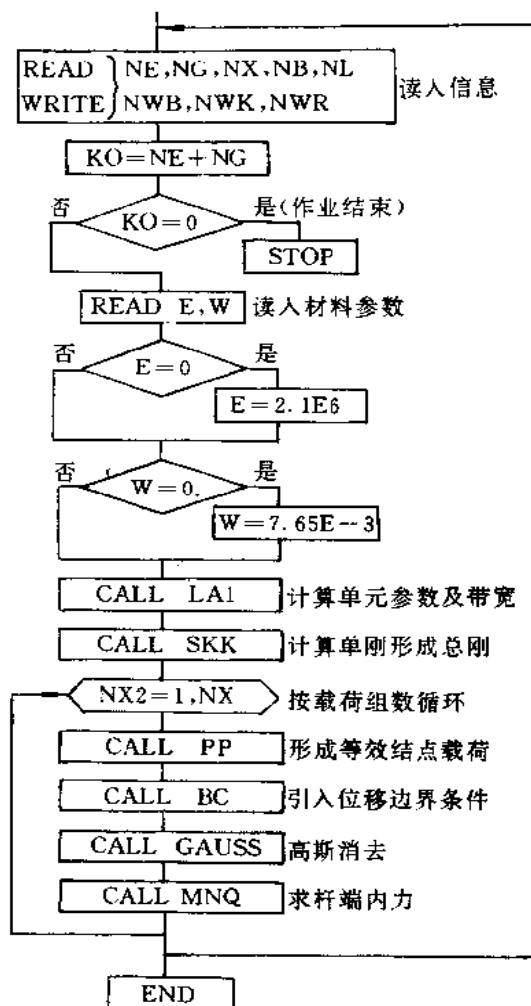 READ } NE,NG,NX,NB,NL
WRITE } NWB,NWK,NWR
读入信息
KO=NE+NG
否 是(作业结束)
KO=0
STOP
READ E,W 读入材料参数
否 是
E=0
E=2.1E6
否 是
W=0.
W=7.65E--3
CALL LA1 计算单元参数及带宽
CALL SKK 计算单刚形成总刚
NX2=1,NX 按载荷组数循环
CALL PP 形成等效结点载荷
CALL BC 引入位移边界条件
CALL GAUSS 高斯消去
CALL MNQ 求杆端内力
END